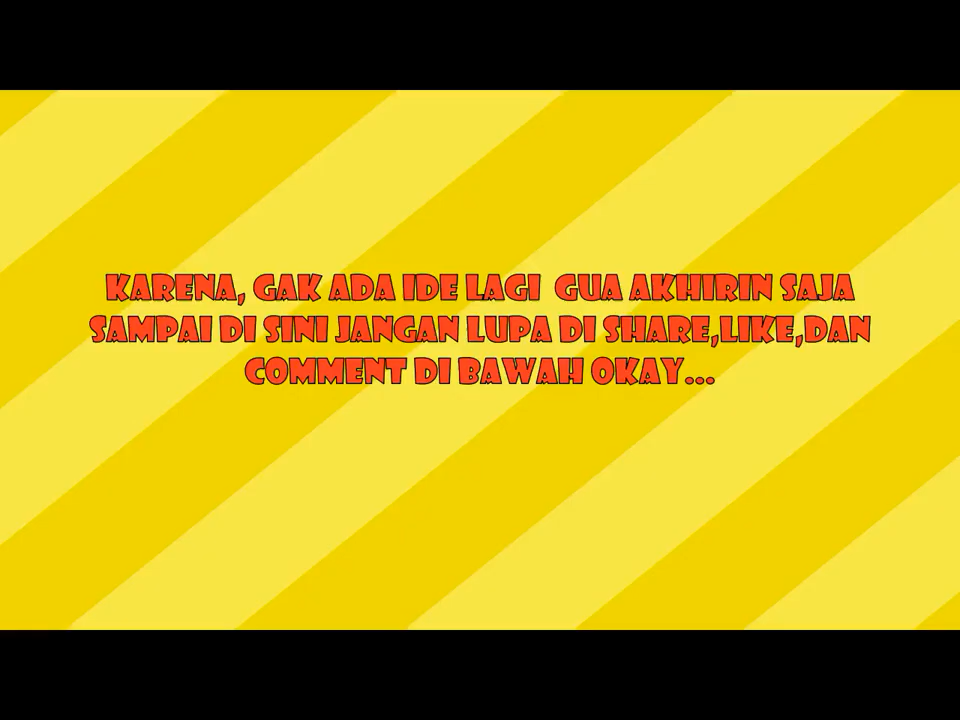 KARENA, GAK ADA IDE LAGI  GUA AKHIRIN SAJA
SAMPAI DI SINI JANGAN LUPA DI SHARE,LIKE,DAN
COMMENT DI BAWAH OKAY...